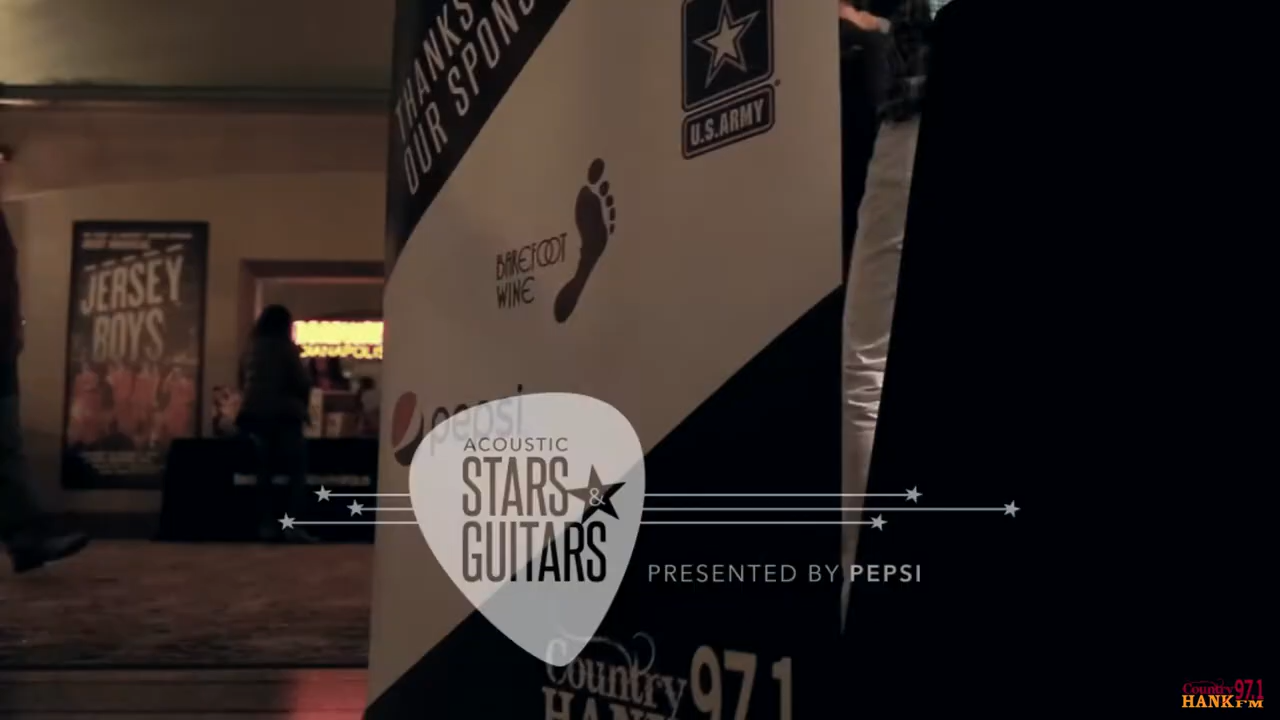 THANKS
OUR SPONS
U.S.ARMY
BAREFOOT
WINE
JERSEY
BOYS
pepsi
ACOUSTIC
STARS &
GUITARS
PRESENTED BY PEPSI
Country 97.1
HANK
Country 97.1
HANK FM